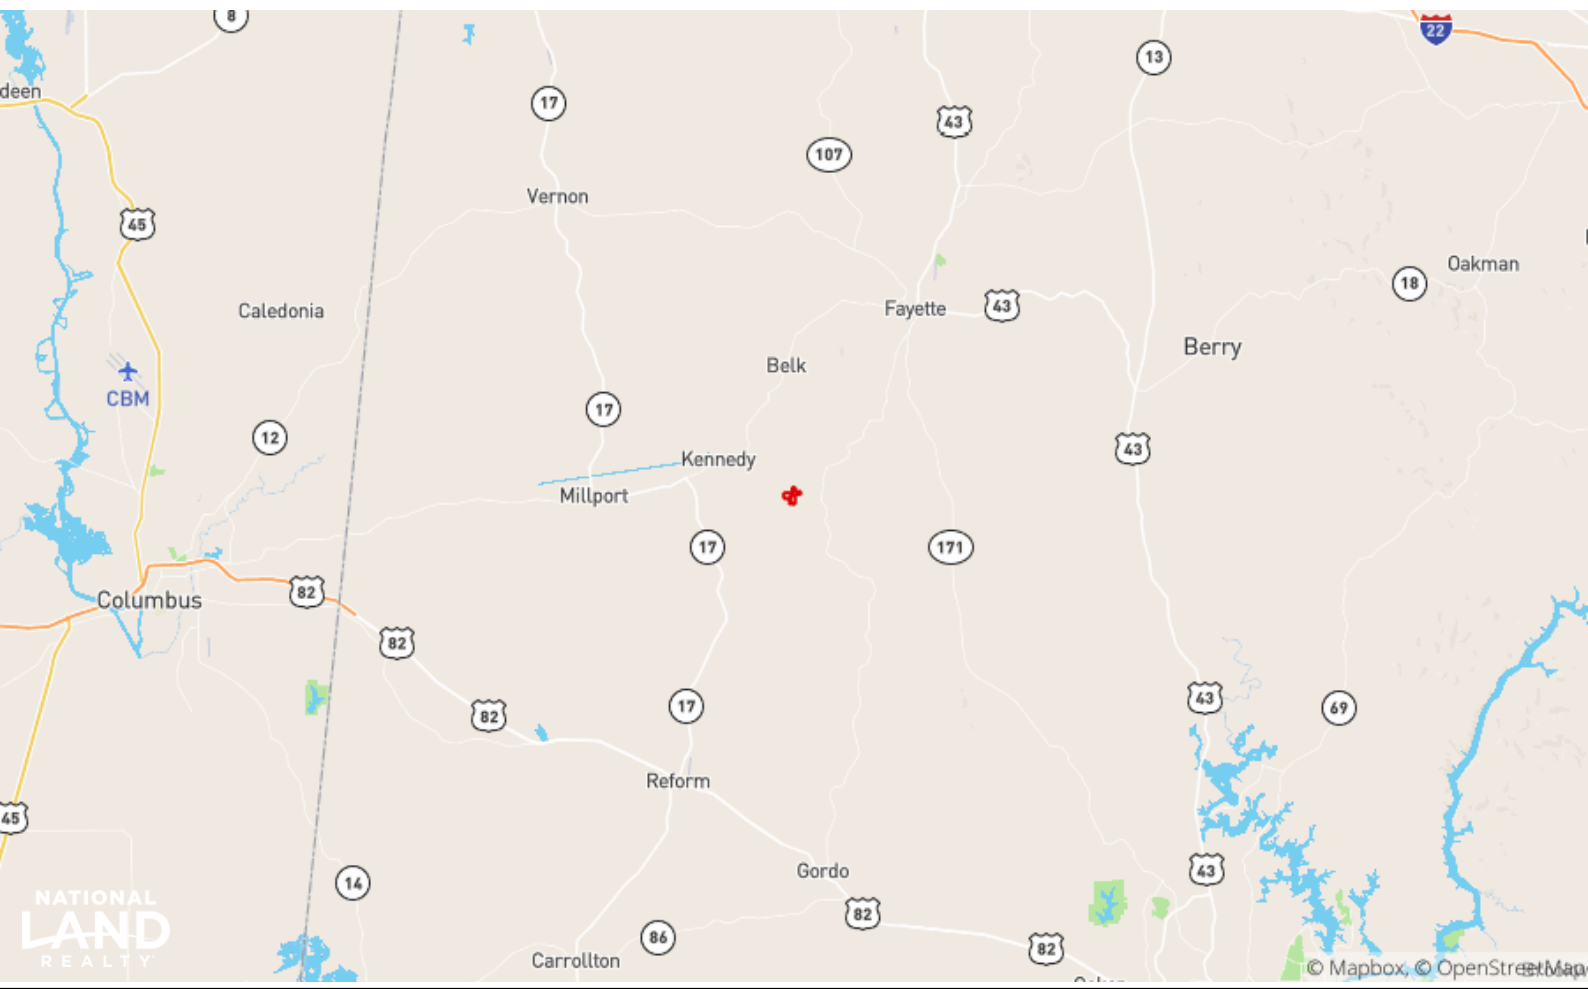 8
22
deen
13
17
43
107
Vernon
45
Oakman
18
Caledonia
Fayette
43
Berry
Belk
CBM
17
12
43
Kennedy
Millport
17
171
82
Columbus
82
43
69
17
82
Reform
45
Gordo
43
14
82
86
82
Carrollton
NATIONAL
LAND
REALTY
© Mapbox, © OpenStreetMap